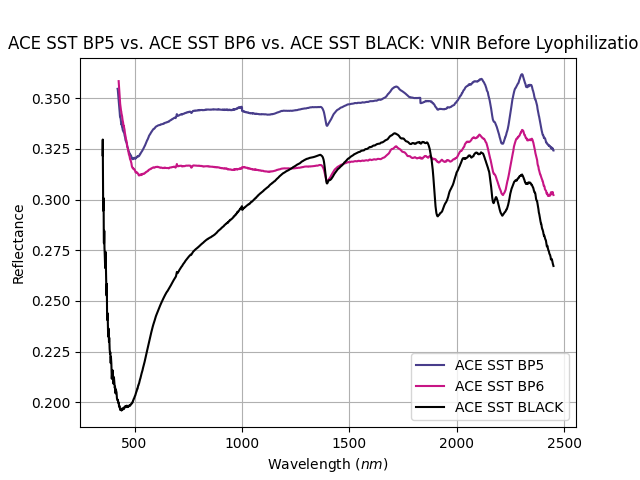 ACE SST BP5 vs. ACE SST BP6 vs. ACE SST BLACK: VNIR Before Lyophilizatio
0.350
0.325
0.300
0.275
0.250
0.225
0.200
Reflectance
ACE SST BP5
ACE SST BP6
ACE SST BLACK
500 1000 1500 2000 2500
Wavelength (nm)